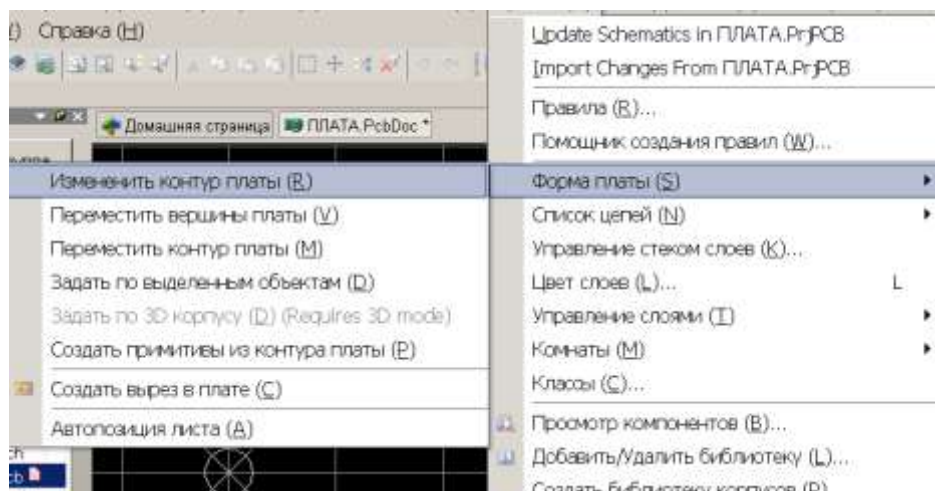 ) Справка (H)
Домашняя страница
ПЛАТА.PcbDoc *
Изменить контур платы (R)
Переместить вершины платы (V)
Переместить контур платы (M)
Задать по выделенным объектам (D)
Задать по 3D корпусу (D) (Requires 3D mode)
Создать примитивы из контура платы (P)
Создать вырез в плате (C)
Автопозиция листа (A)
Update Schematics in ПЛАТА.PrjPCB
Import Changes From ПЛАТА.PrjPCB
Правила (R)...
Помощник создания правил (W)...
Форма платы (S)
Список цепей (N)
Управление стеком слоев (K)...
Цвет слоев (L)... L
Управление слоями (T)
Комнаты (M)
Классы (C)...
Просмотр компонентов (B)...
Добавить/Удалить библиотеку (L)...
Создать библиотеку корпусов (P)